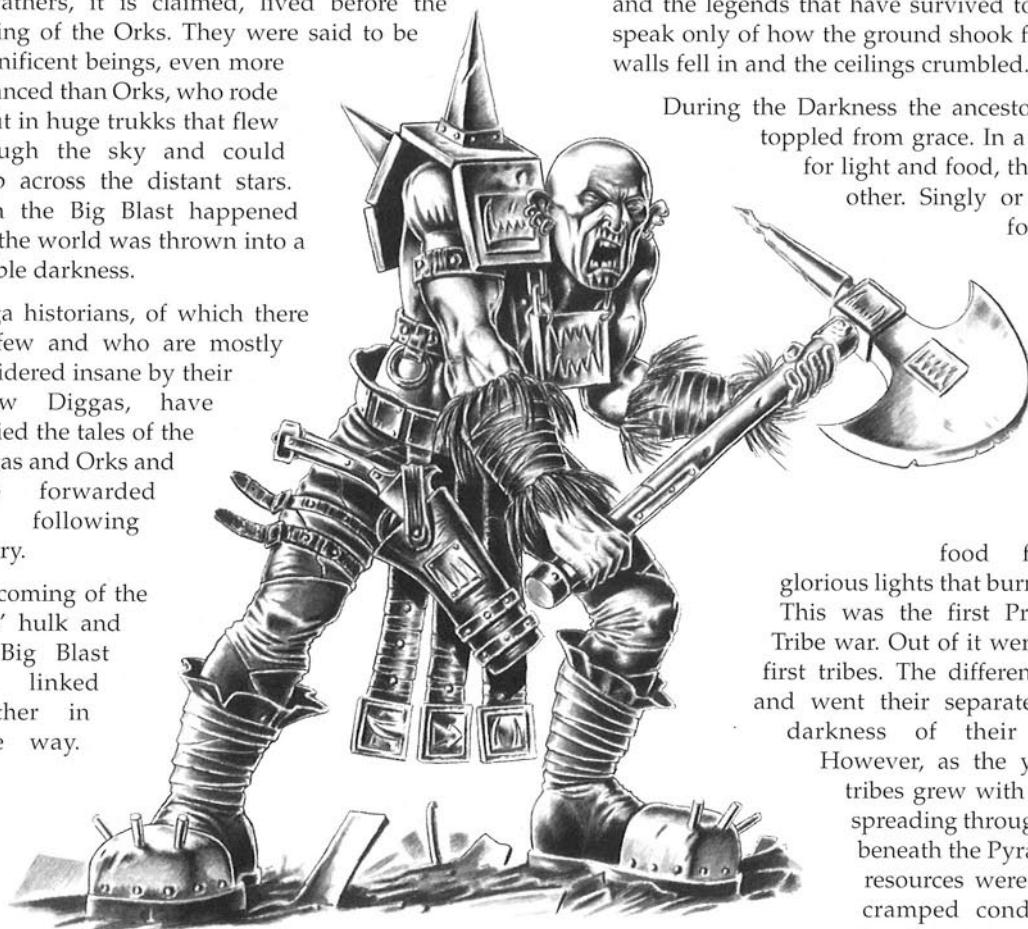 athers, it is claimed, lived before the
ing of the Orks. They were said to be
nificent beings, even more
anced than Orks, who rode
ut in huge trukks that flew
ugh the sky and could
p across the distant stars.
n the Big Blast happened
the world was thrown into a
ble darkness.
ga historians, of which there
few and who are mostly
idered insane by their
w Diggas, have
ied the tales of the
gas and Orks and
forwarded
following
ry.
coming of the
' hulk and
Big Blast
linked
ther in
e way.
and the legends that have survived to
speak only of how the ground shook f
walls fell in and the ceilings crumbled.
During the Darkness the ancesto
toppled from grace. In a
for light and food, th
other. Singly or
fo
food f
glorious lights that burn
This was the first Pr
Tribe war. Out of it wer
first tribes. The differen
and went their separate
darkness of their
However, as the y
tribes grew with
spreading throug
beneath the Pyra
resources were
cramped cond